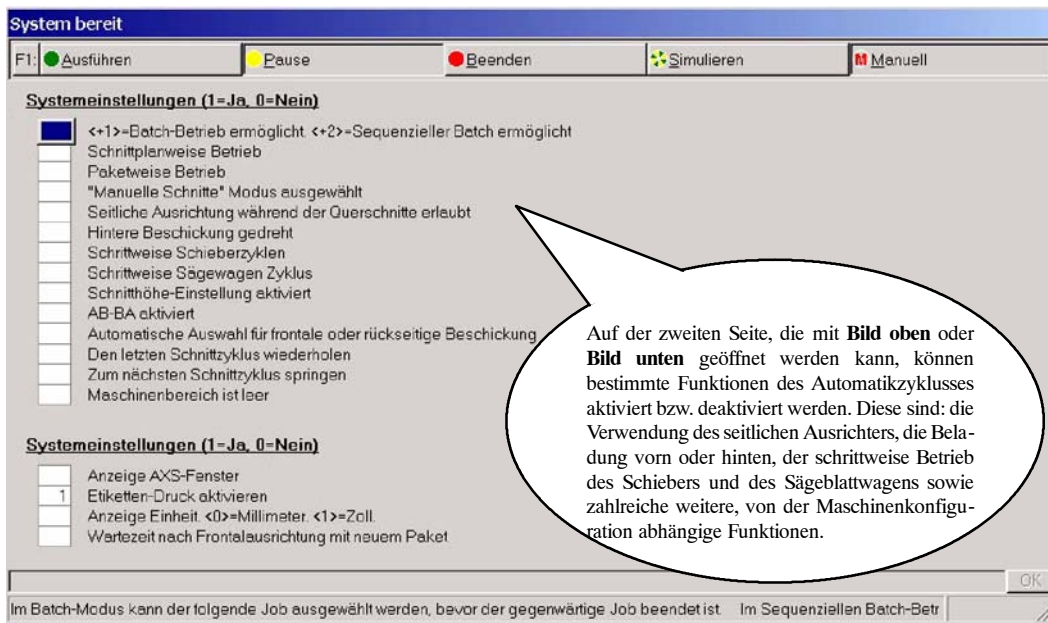 System bereit
F1: Ausführen Pause Beenden Simulieren M Manuell
Systemeinstellungen (1=Ja, 0=Nein)
<+1>=Batch-Betrieb ermöglicht. <+2>=Sequenzieller Batch ermöglicht
Schnittplanweise Betrieb
Paketweise Betrieb
"Manuelle Schnitte" Modus ausgewählt
Seitliche Ausrichtung während der Querschnitte erlaubt
Hintere Beschickung gedreht
Schrittweise Schieberzyklen
Schrittweise Sägewagen Zyklus
Schnitthöhe-Einstellung aktiviert
AB-BA aktiviert
Automatische Auswahl für frontale oder rückseitige Beschickung
Den letzten Schnittzyklus wiederholen
Zum nächsten Schnittzyklus springen
Maschinenbereich ist leer
Auf der zweiten Seite, die mit Bild oben oder
Bild unten geöffnet werden kann, können
bestimmte Funktionen des Automatikzyklusses
aktiviert bzw. deaktiviert werden. Diese sind: die
Verwendung des seitlichen Ausrichters, die Bela-
dung vorn oder hinten, der schrittweise Betrieb
des Schiebers und des Sägeblattwagens sowie
zahlreiche weitere, von der Maschinenkonfigu-
ration abhängige Funktionen.
Systemeinstellungen (1=Ja, 0=Nein)
Anzeige AXS-Fenster
1 Etiketten-Druck aktivieren
Anzeige Einheit. <0>=Millimeter. <1>=Zoll.
Wartezeit nach Frontalausrichtung mit neuem Paket
OK
Im Batch-Modus kann der folgende Job ausgewählt werden, bevor der gegenwärtige Job beendet ist. Im Sequenziellen Batch-Betr